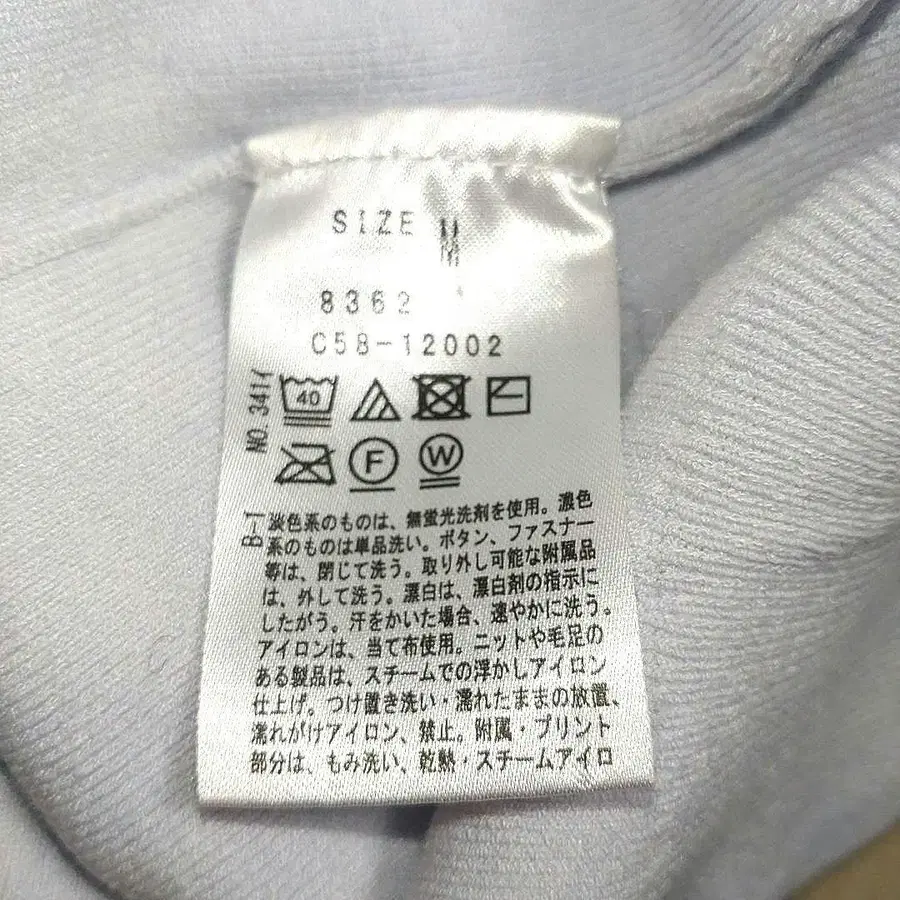 SIZE M
8362
C58-12002
NO.341イ
40
F W
B-1
淡色系のものは、無蛍光洗剤を使用。濃色
系のものは単品洗い。ボタン、ファスナー
等は、閉じて洗う。取り外し可能な附属品
は、外して洗う。漂白は、漂白剤の指示に
したがう。汗をかいた場合、速やかに洗う。
アイロンは、当て布使用。ニットや毛足の
ある製品は、スチームでの浮かしアイロン
仕上げ。つけ置き洗い・濡れたままの放置、
濡れがけアイロン、禁止。附属・プリント
部分は、もみ洗い、乾熱・スチームアイロ